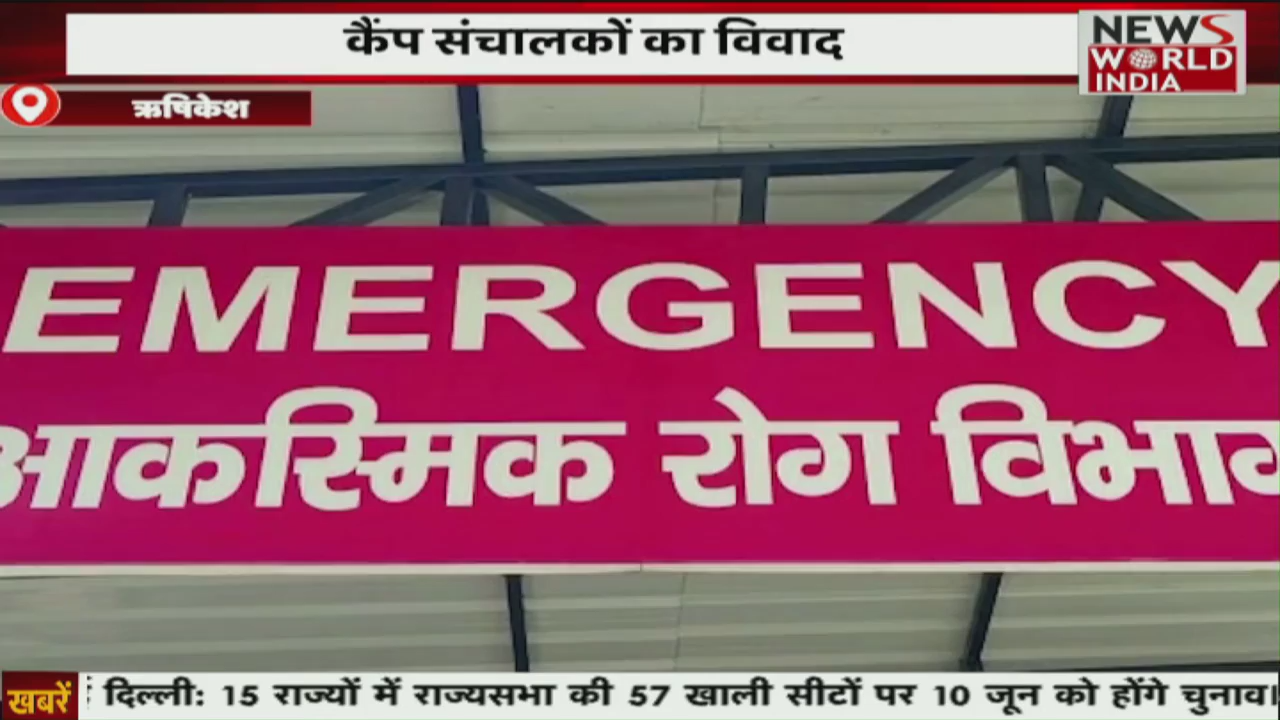 कैंप संचालकों का विवाद
NEWS
WORLD
INDIA
ऋषिकेश
EMERGENCY
आकस्मिक रोग विभाग
खबरें
दिल्ली: 15 राज्यों में राज्यसभा की 57 खाली सीटों पर 10 जून को होंगे चुनाव।